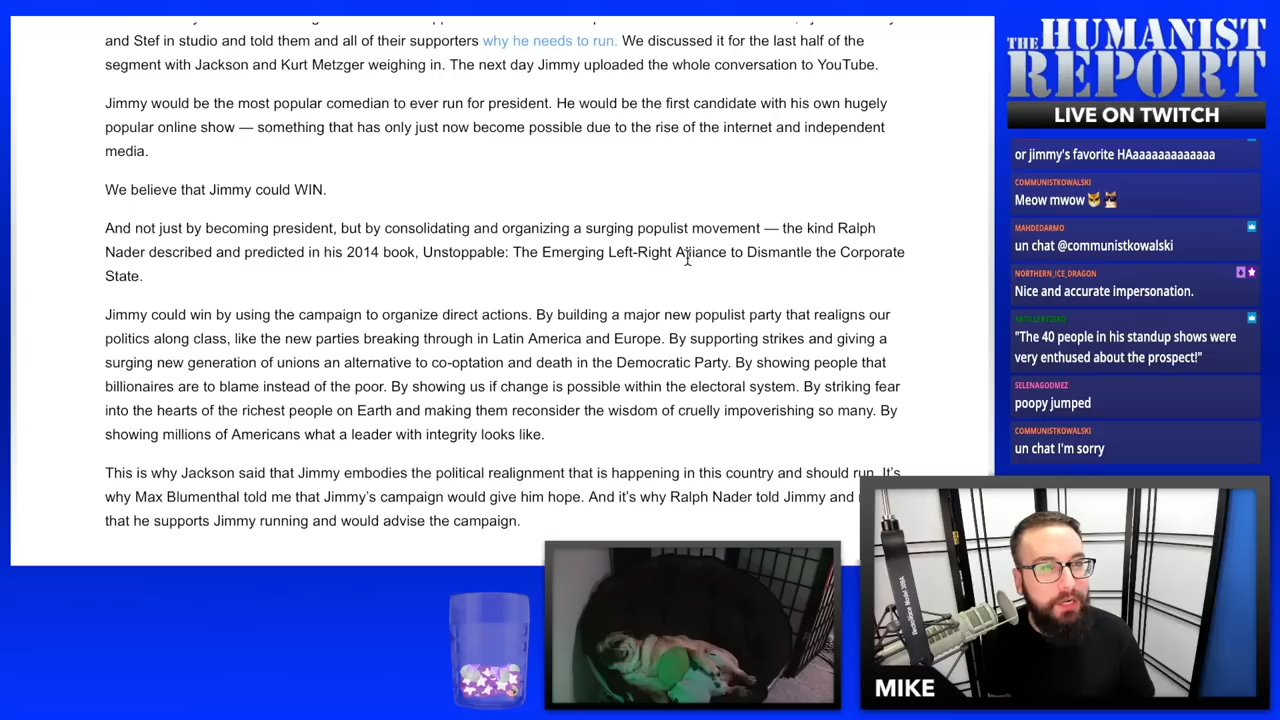 and Stef in studio and told them and all of their supporters why he needs to run. We discussed it for the last half of the
segment with Jackson and Kurt Metzger weighing in. The next day Jimmy uploaded the whole conversation to YouTube.
Jimmy would be the most popular comedian to ever run for president. He would be the first candidate with his own hugely
popular online show — something that has only just now become possible due to the rise of the internet and independent
media.
We believe that Jimmy could WIN.
And not just by becoming president, but by consolidating and organizing a surging populist movement — the kind Ralph
Nader described and predicted in his 2014 book, Unstoppable: The Emerging Left-Right Alliance to Dismantle the Corporate
State.
Jimmy could win by using the campaign to organize direct actions. By building a major new populist party that realigns our
politics along class, like the new parties breaking through in Latin America and Europe. By supporting strikes and giving a
surging new generation of unions an alternative to co-optation and death in the Democratic Party. By showing people that
billionaires are to blame instead of the poor. By showing us if change is possible within the electoral system. By striking fear
into the hearts of the richest people on Earth and making them reconsider the wisdom of cruelly impoverishing so many. By
showing millions of Americans what a leader with integrity looks like.
This is why Jackson said that Jimmy embodies the political realignment that is happening in this country and should run. It's
why Max Blumenthal told me that Jimmy's campaign would give him hope. And it's why Ralph Nader told Jimmy and
that he supports Jimmy running and would advise the campaign.
THE HUMANIST
REPORT
LIVE ON TWITCH
or jimmy's favorite HAaaaaaaaaaaaa
COMMUNISTKOWALSKI
Meow mwow
MAHDEDARMO
un chat @communistkowalski
NORTHERN_ICE_DRAGON
Nice and accurate impersonation.
"The 40 people in his standup shows were
very enthused about the prospect!"
SELENAGODMEZ
poopy jumped
COMMUNISTKOWALSKI
un chat I'm sorry
MIKE